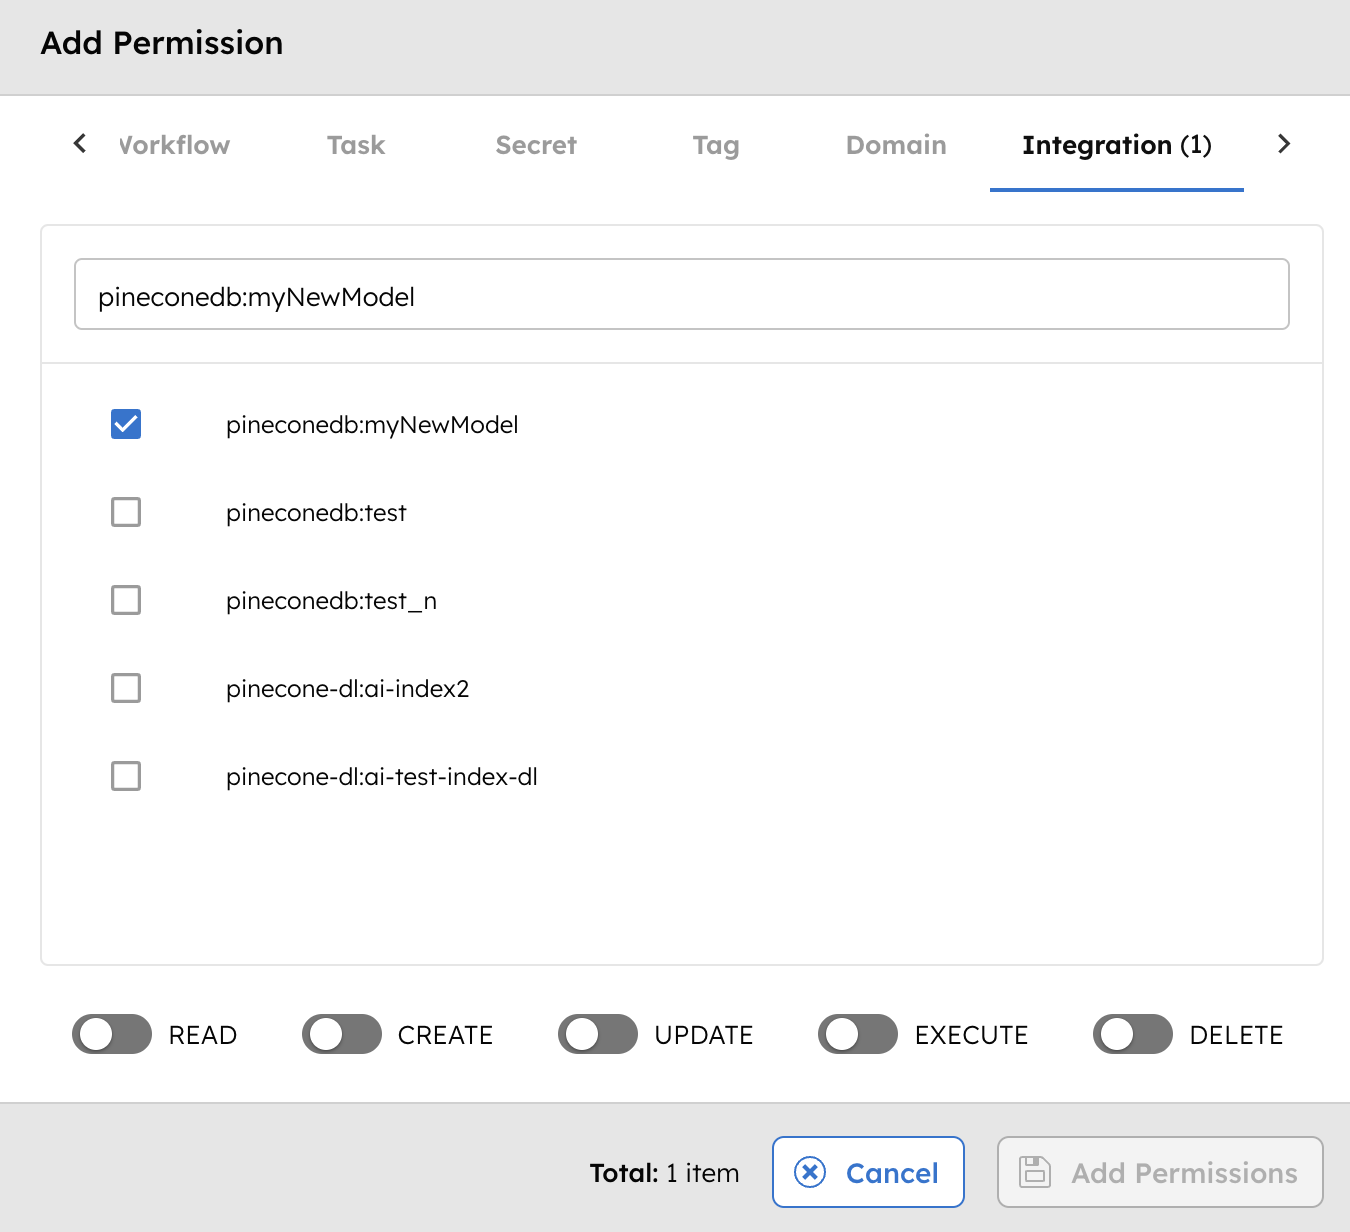 Add Permission
Workflow Task Secret Tag Domain Integration (1)
pineconedb:myNewModel
pineconedb:myNewModel
pineconedb:test
pineconedb:test_n
pinecone-dl:ai-index2
pinecone-dl:ai-test-index-dl
READ CREATE UPDATE EXECUTE DELETE
Total: 1 item Cancel Add Permissions